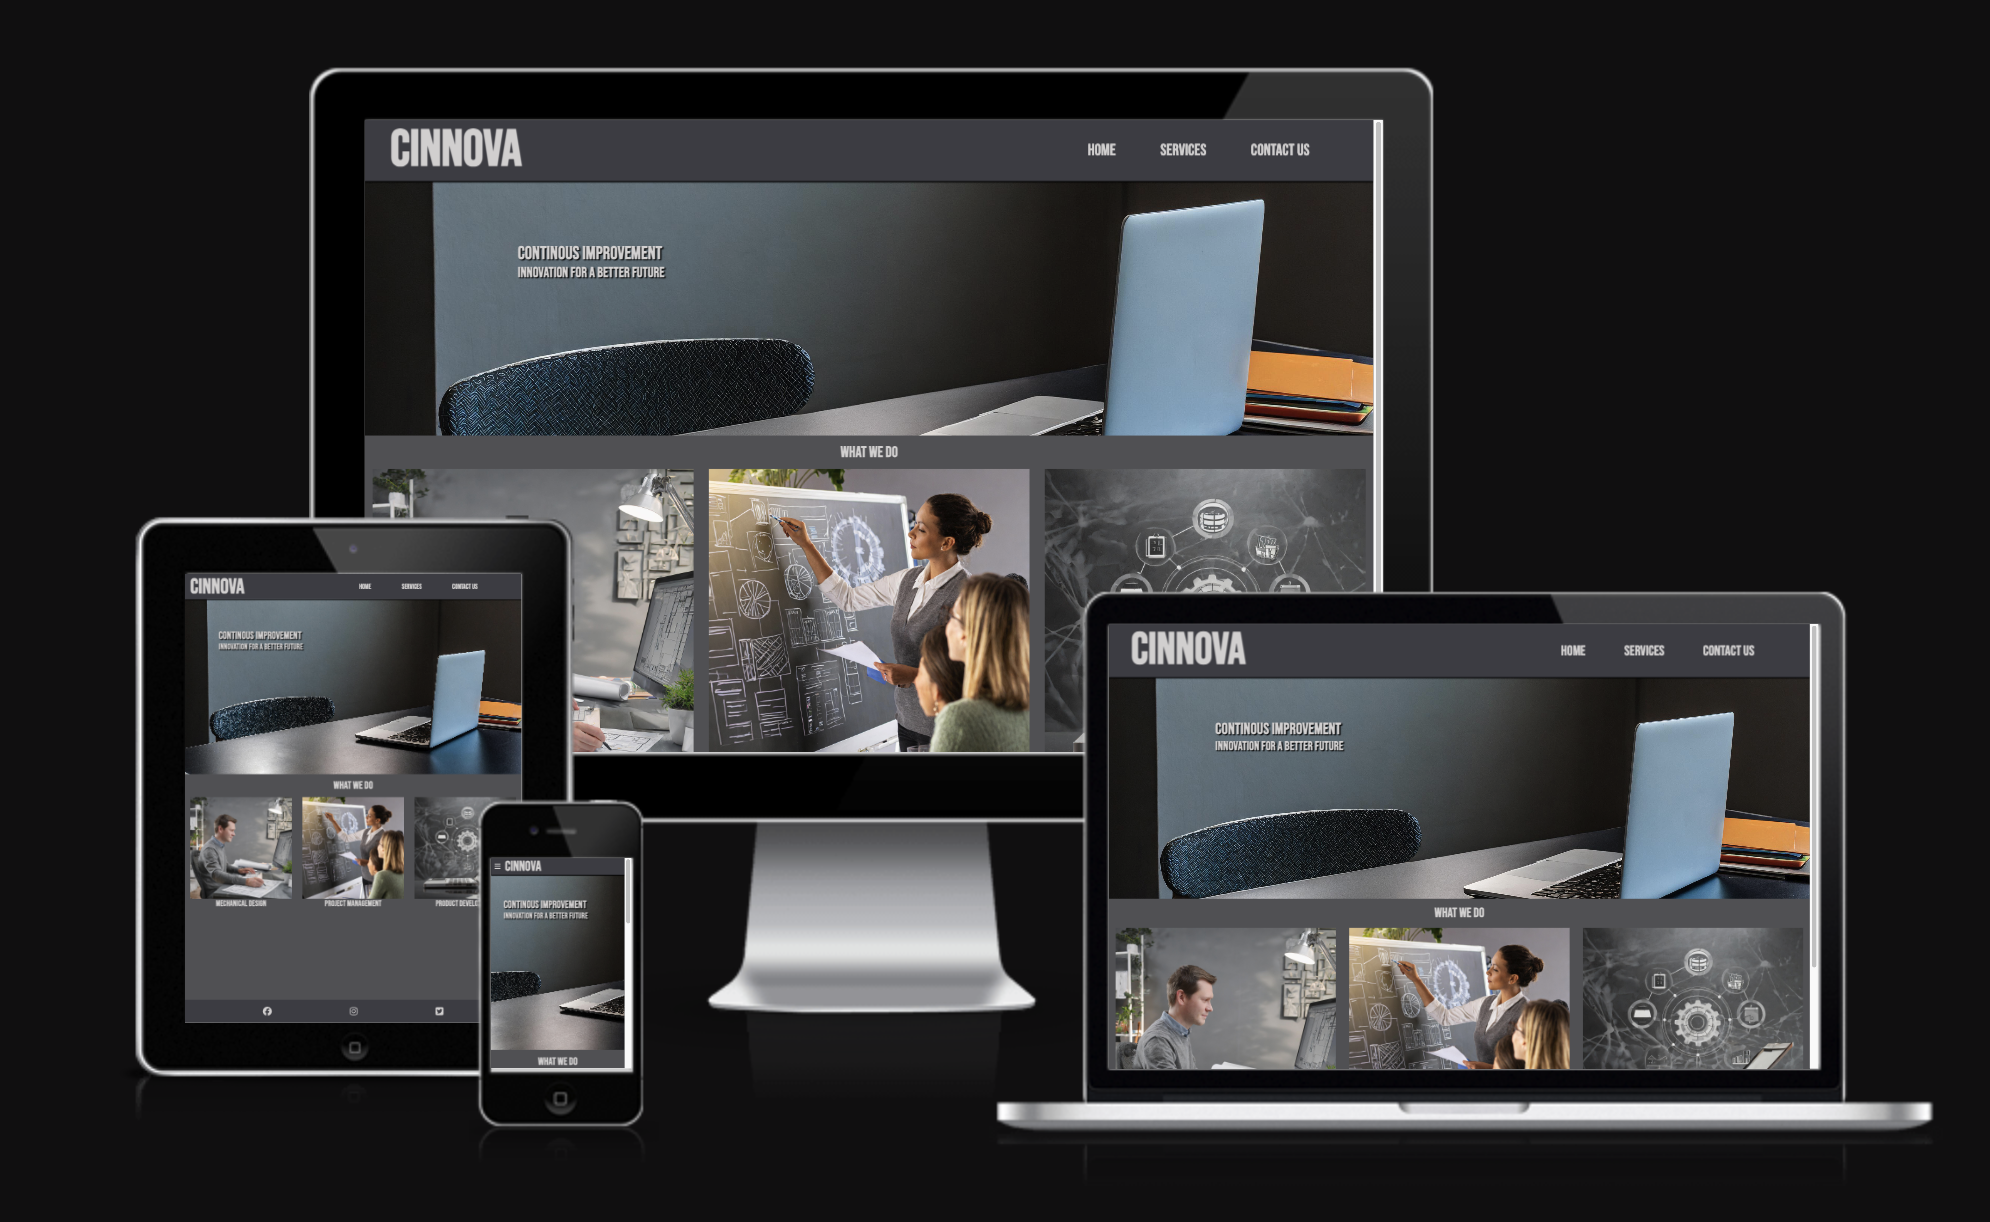 CINNOVA
HOME SERVICES CONTACT US
CONTINOUS IMPROVEMENT
INNOVATION FOR A BETTER FUTURE
WHAT WE DO
CINNOVA
HOME SERVICES CONTACT US
CONTINOUS IMPROVEMENT
INNOVATION FOR A BETTER FUTURE
WHAT WE DO
MECHANICAL DESIGN
PROJECT MANAGEMENT
PRODUCT DEVELO
CINNOVA
CONTINOUS IMPROVEMENT
INNOVATION FOR A BETTER FUTURE
WHAT WE DO
CINNOVA
HOME SERVICES CONTACT US
CONTINOUS IMPROVEMENT
INNOVATION FOR A BETTER FUTURE
WHAT WE DO